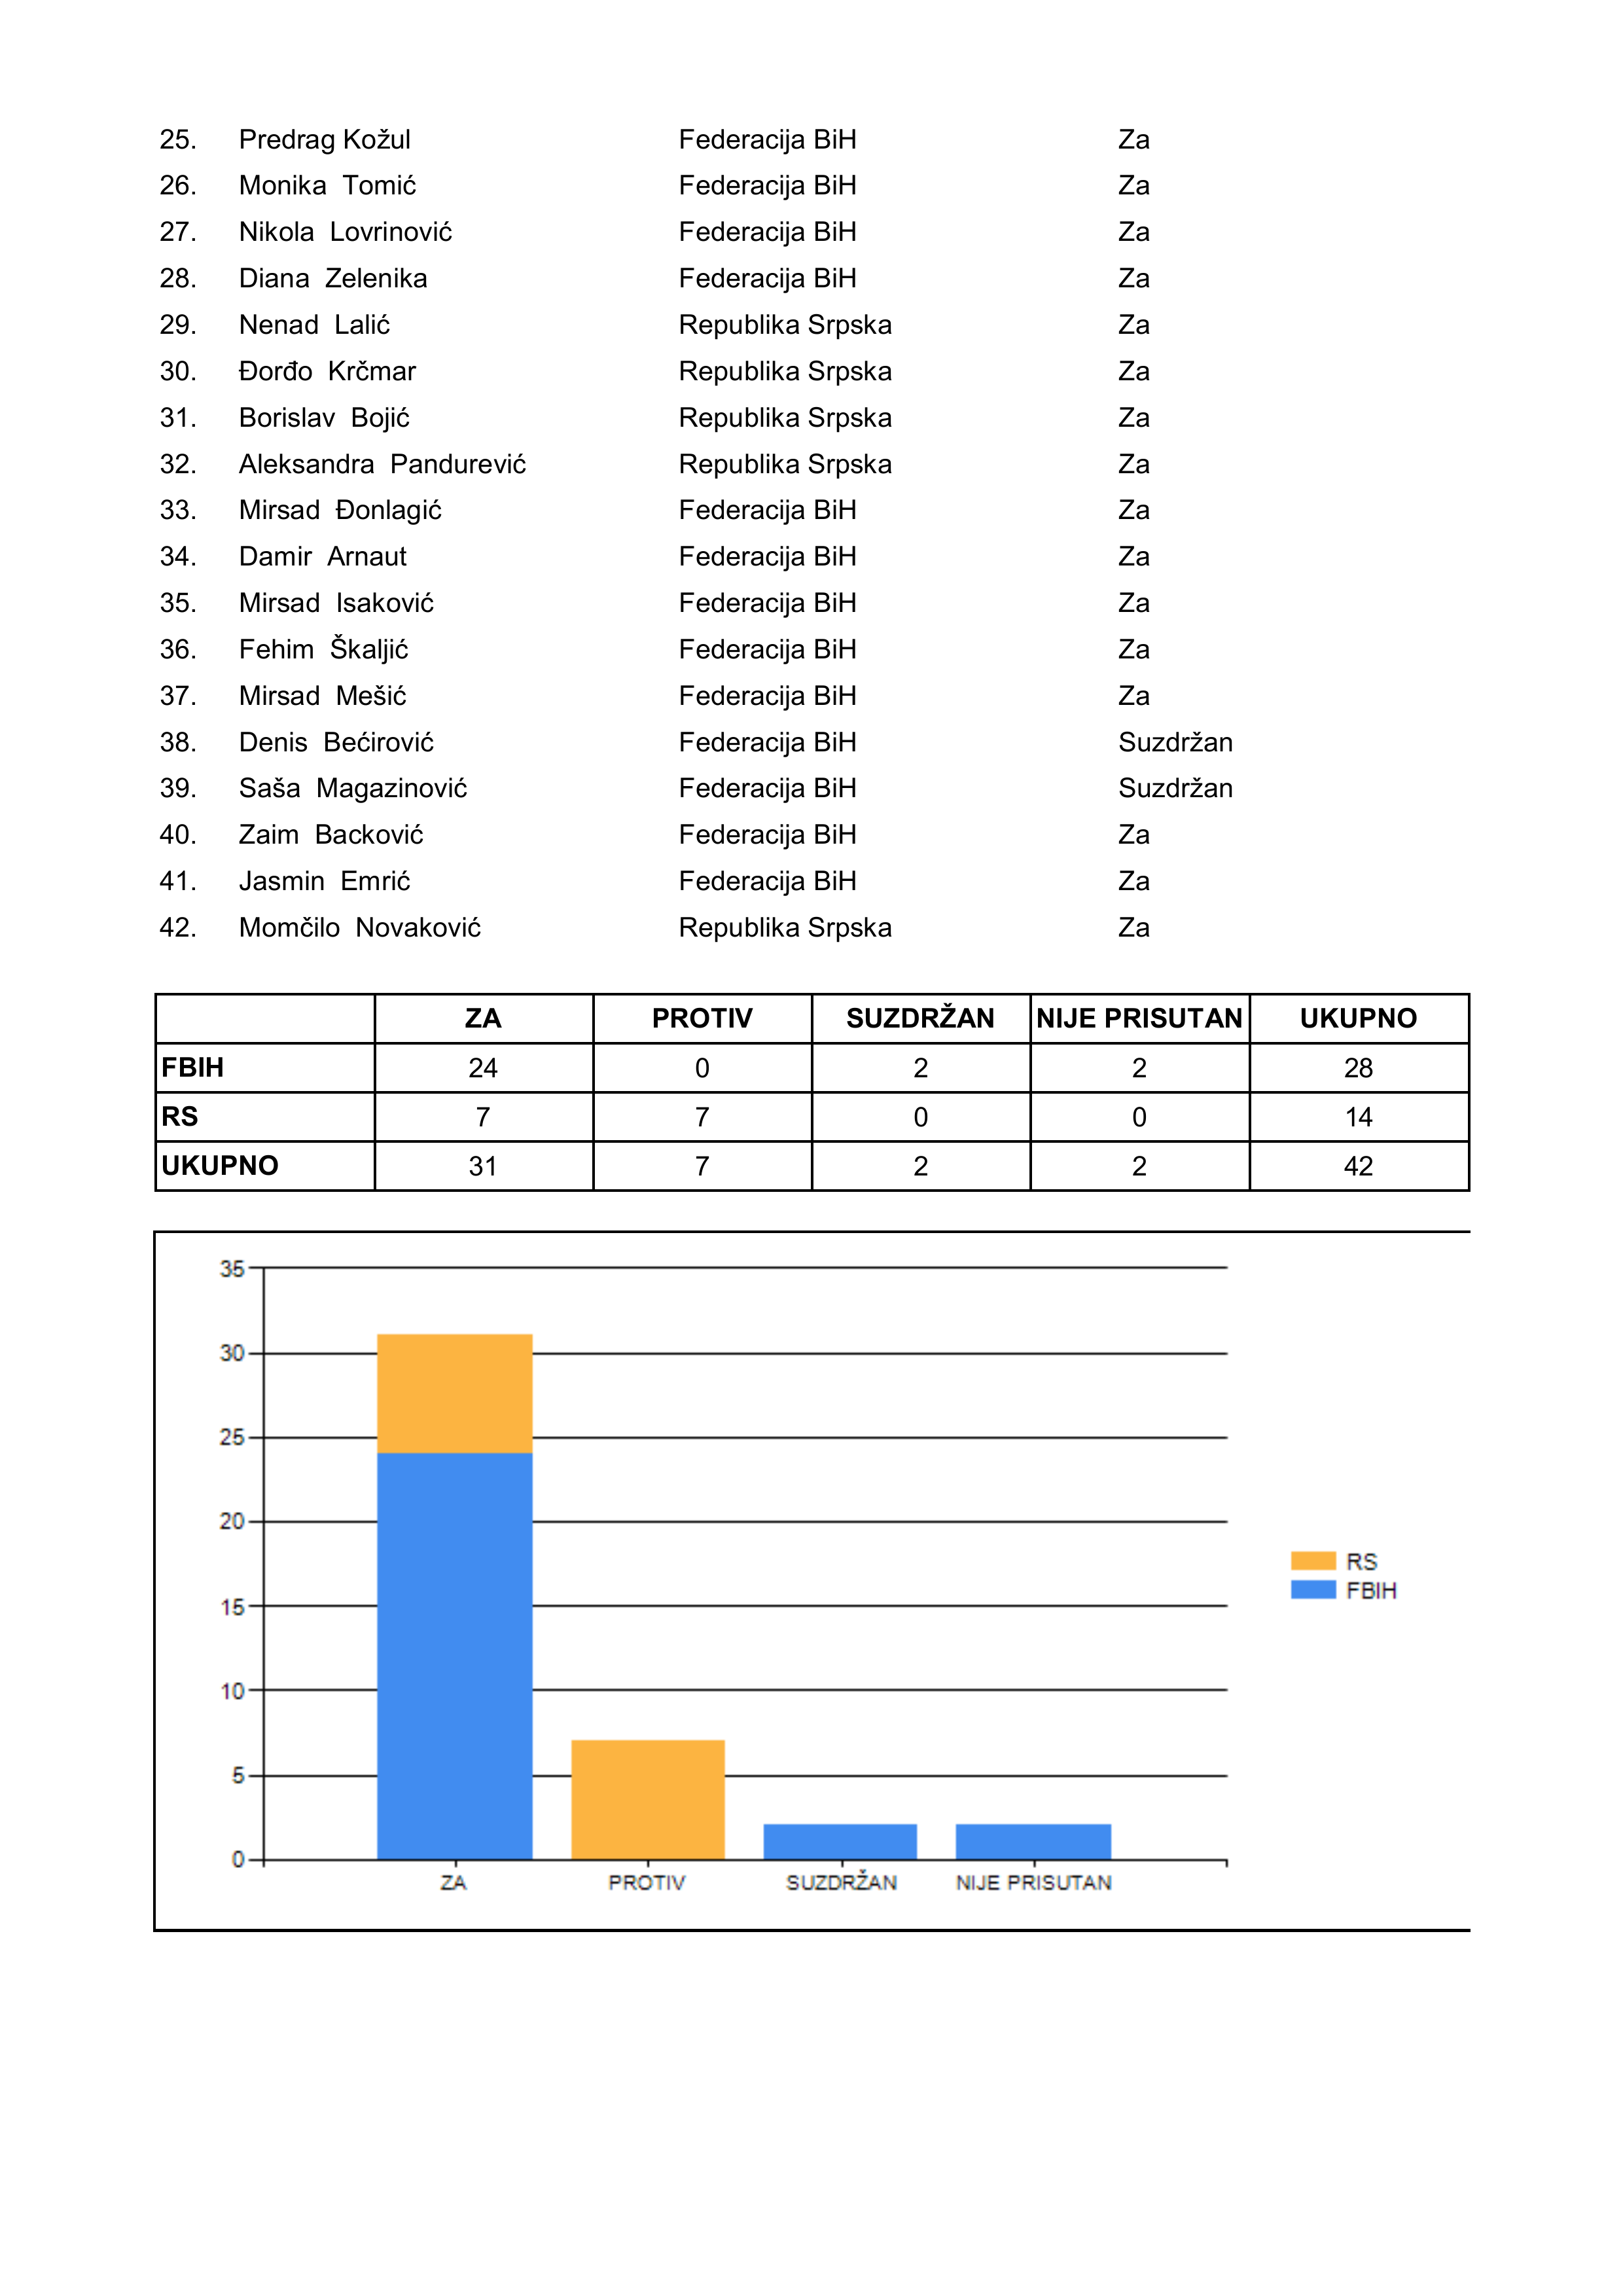 25. Predrag Kožul Federacija BiH Za
26. Monika Tomić Federacija BiH Za
27. Nikola Lovrinović Federacija BiH Za
28. Diana Zelenika Federacija BiH Za
29. Nenad Lalić Republika Srpska Za
30. Đorđo Krčmar Republika Srpska Za
31. Borislav Bojić Republika Srpska Za
32. Aleksandra Pandurević Republika Srpska Za
33. Mirsad Đonlagić Federacija BiH Za
34. Damir Arnaut Federacija BiH Za
35. Mirsad Isaković Federacija BiH Za
36. Fehim Škaljić Federacija BiH Za
37. Mirsad Mešić Federacija BiH Za
38. Denis Bećirović Federacija BiH Suzdržan
39. Saša Magazinović Federacija BiH Suzdržan
40. Zaim Backović Federacija BiH Za
41. Jasmin Emrić Federacija BiH Za
42. Momčilo Novaković Republika Srpska Za
ZA PROTIV SUZDRŽAN NIJE PRISUTAN UKUPNO
FBIH 24 0 2 2 28
RS 7 7 0 0 14
UKUPNO 31 7 2 2 42
35
30
25
20
15
10
5
0
ZA PROTIV SUZDRŽAN NIJE PRISUTAN
RS
FBIH